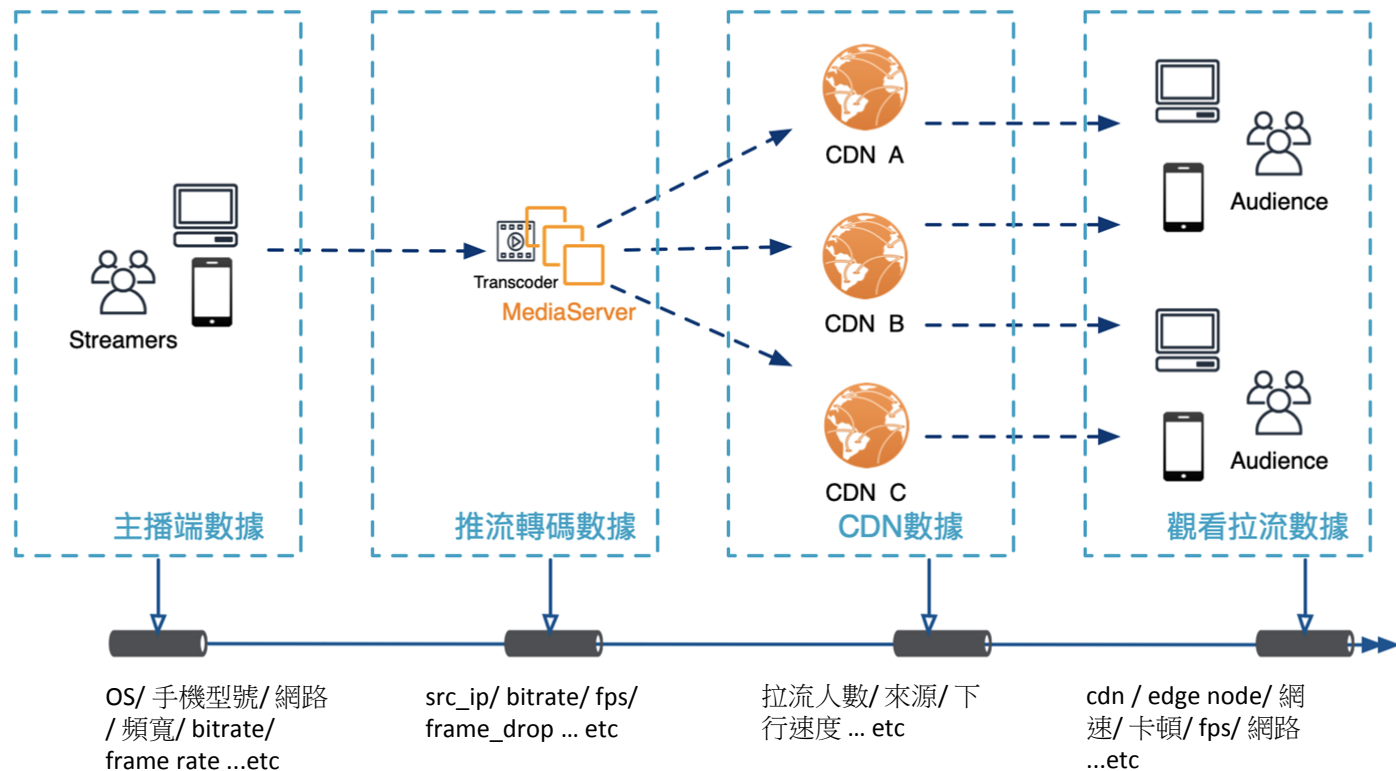 Streamers
主播端數據
Transcoder
MediaServer
推流轉碼數據
CDN A
CDN B
CDN C
CDN數據
Audience
Audience
觀看拉流數據
OS/ 手機型號/ 網路
/ 頻寬/ bitrate/
frame rate ...etc
src_ip/ bitrate/ fps/
frame_drop ... etc
拉流人數/ 來源/ 下
行速度 ... etc
cdn / edge node/ 網
速/ 卡頓/ fps/ 網路
...etc